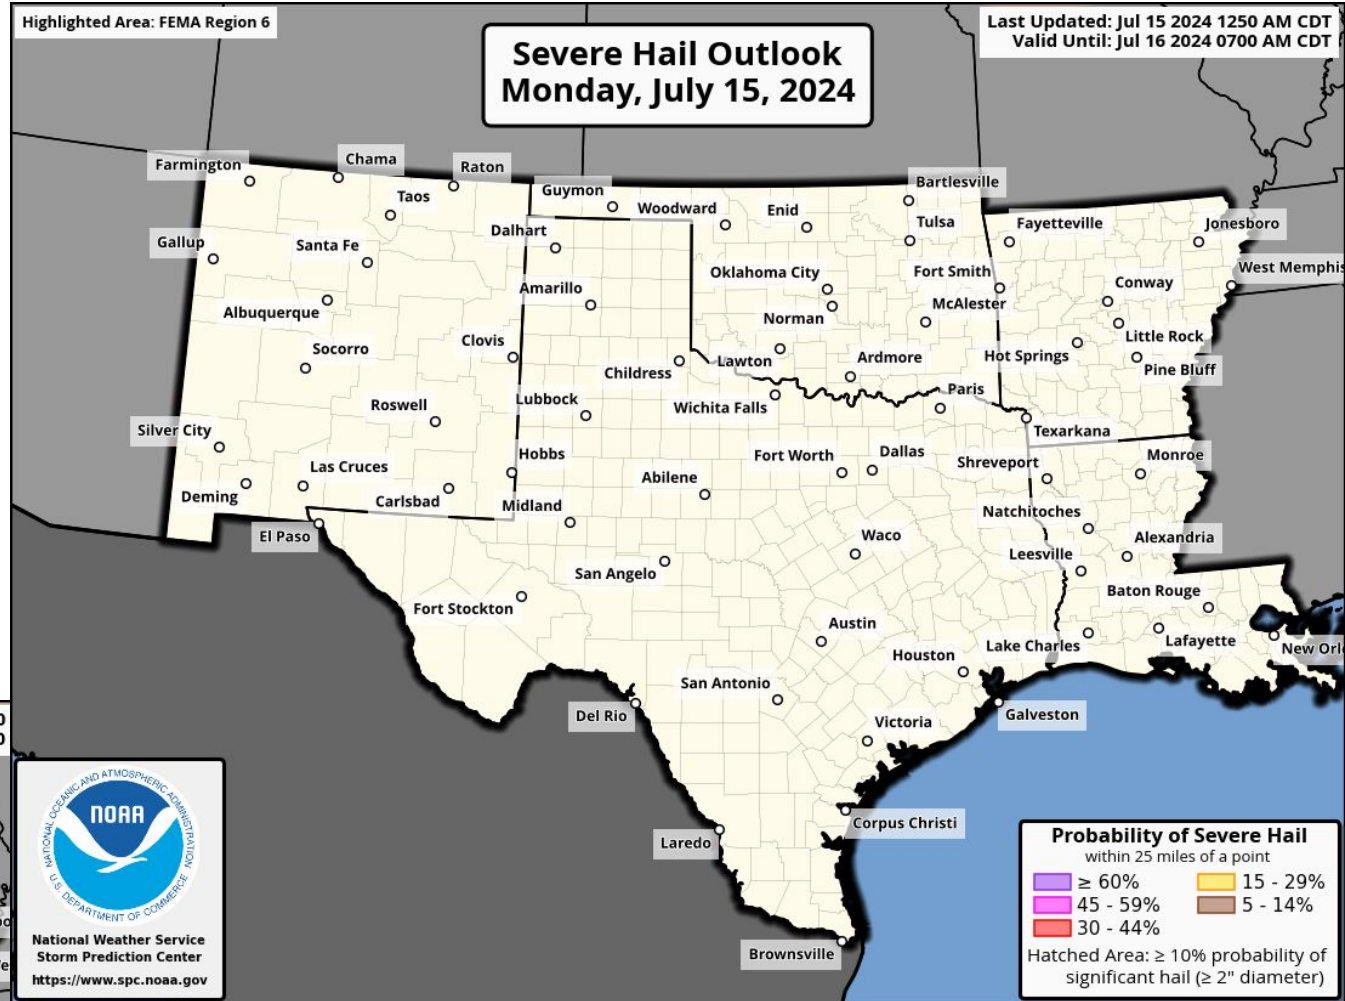 Highlighted Area: FEMA Region 6
Last Updated: Jul 15 2024 1250 AM CDT
Valid Until: Jul 16 2024 0700 AM CDT
Severe Hail Outlook
Monday, July 15, 2024
Farmington
Chama
Raton
Taos
Guymon
Woodward
Enid
Bartlesville
Tulsa
Fayetteville
Jonesboro
Gallup
Santa Fe
Dalhart
Oklahoma City
Fort Smith
West Memphis
Amarillo
Conway
Albuquerque
Norman
McAlester
Socorro
Clovis
Little Rock
Childress
Lawton
Ardmore
Hot Springs
Pine Bluff
Roswell
Lubbock
Wichita Falls
Paris
Silver City
Texarkana
Las Cruces
Hobbs
Fort Worth
Dallas
Shreveport
Monroe
Deming
Carlsbad
Midland
Abilene
Natchitoches
El Paso
Waco
Alexandria
San Angelo
Leesville
Fort Stockton
Baton Rouge
Austin
Lake Charles
Lafayette
New Orl
Houston
San Antonio
Del Rio
Victoria
Galveston
Laredo
Corpus Christi
Brownsville
NATIONAL OCEANIC AND ATMOSPHERIC ADMINISTRATION
NOAA
U.S. DEPARTMENT OF COMMERCE
National Weather Service
Storm Prediction Center
https://www.spc.noaa.gov
Probability of Severe Hail
within 25 miles of a point
≥ 60%
15 - 29%
45 - 59%
5 - 14%
30 - 44%
Hatched Area: ≥ 10% probability of
significant hail (≥ 2" diameter)